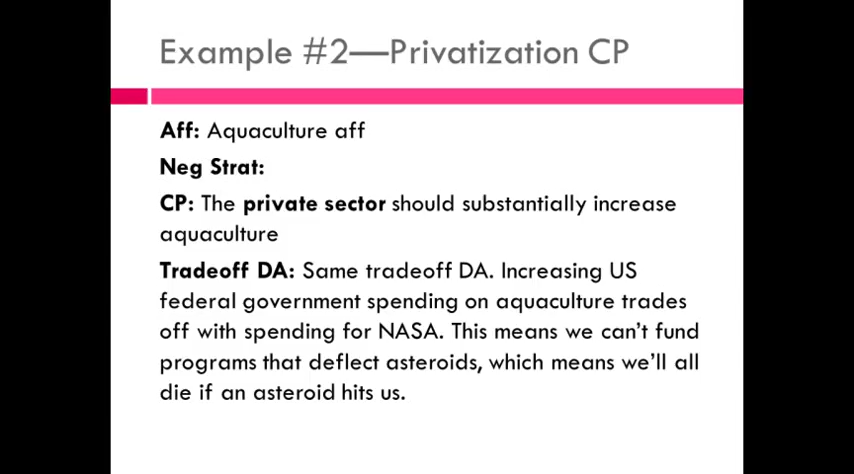 Example #2—Privatization CP
Aff: Aquaculture aff
Neg Strat:
CP: The private sector should substantially increase
aquaculture
Tradeoff DA: Same tradeoff DA. Increasing US
federal government spending on aquaculture trades
off with spending for NASA. This means we can’t fund
programs that deflect asteroids, which means we’ll all
die if an asteroid hits us.